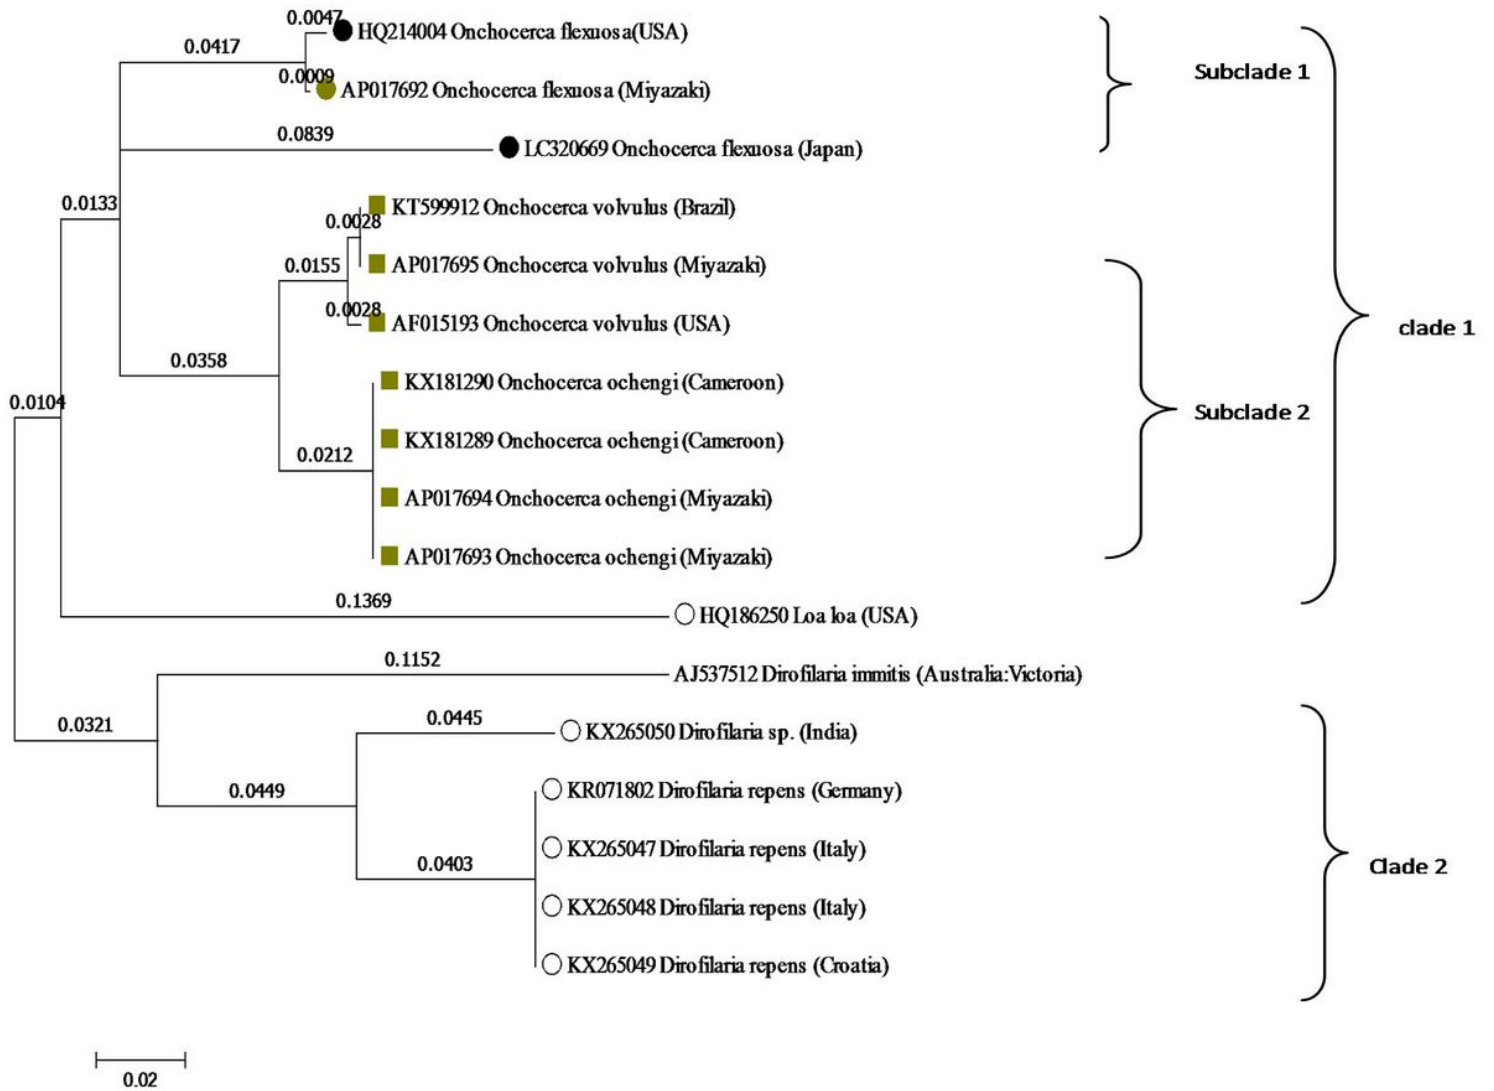 0.0047
HQ214004 Onchocerca flexuosa(USA)
0.0417
0.0009
AP017692 Onchocerca flexuosa (Miyazaki)
Subclade 1
0.0839
LC320669 Onchocerca flexuosa (Japan)
0.0133
KT599912 Onchocerca volvulus (Brazil)
0.0028
0.0155
AP017695 Onchocerca volvulus (Miyazaki)
0.0028
AF015193 Onchocerca volvulus (USA)
clade 1
0.0358
KX181290 Onchocerca ochengi (Cameroon)
0.0104
Subclade 2
KX181289 Onchocerca ochengi (Cameroon)
0.0212
AP017694 Onchocerca ochengi (Miyazaki)
AP017693 Onchocerca ochengi (Miyazaki)
0.1369
HQ186250 Loa loa (USA)
0.1152
AJ537512 Dirofilaria immitis (Australia:Victoria)
0.0321
0.0445
KX265050 Dirofilaria sp. (India)
0.0449
KR071802 Dirofilaria repens (Germany)
KX265047 Dirofilaria repens (Italy)
0.0403
Clade 2
KX265048 Dirofilaria repens (Italy)
KX265049 Dirofilaria repens (Croatia)
0.02